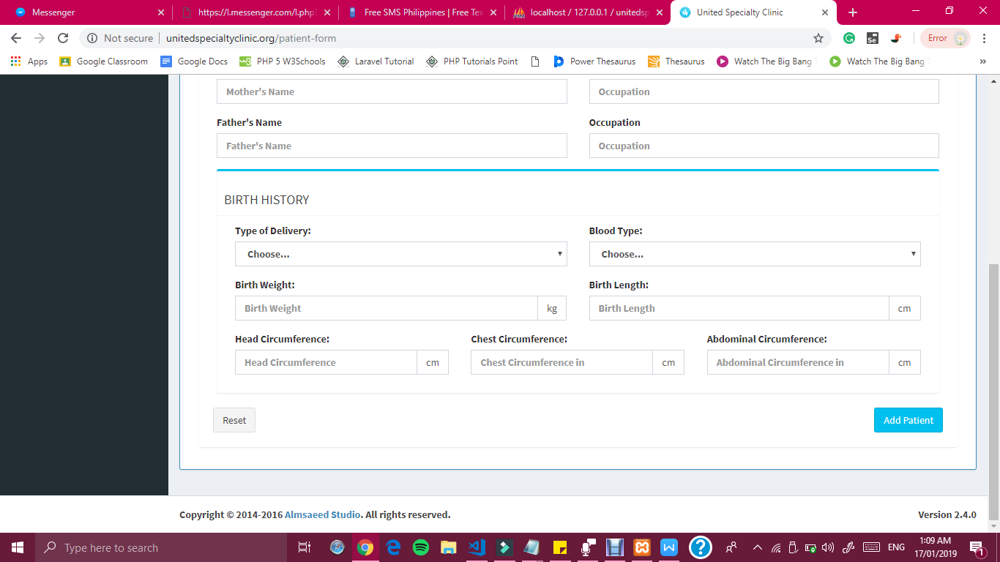 Messenger
https://l.messenger.com/l.php?
Free SMS Philippines | Free Tex
localhost / 127.0.0.1 / unitedsp
United Specialty Clinic
Not secure
unitedspecialtyclinic.org/patient-form
Se
Error
Apps
Google Classroom
Google Docs
PHP 5 W3Schools
Laravel Tutorial
PHP Tutorials Point
Power Thesaurus
Thesaurus
Watch The Big Bang
Watch The Big Bang
»
Mother's Name
Occupation
Father's Name
Occupation
Father's Name
Occupation
BIRTH HISTORY
Type of Delivery:
Blood Type:
Choose...
Choose...
Birth Weight:
Birth Length:
Birth Weight
kg
Birth Length
cm
Head Circumference:
Chest Circumference:
Abdominal Circumference:
Head Circumference
cm
Chest Circumference in
cm
Abdominal Circumference in
cm
Reset
Add Patient
Copyright © 2014-2016 Almsaeed Studio. All rights reserved.
Version 2.4.0
Type here to search
ENG
1:09 AM
17/01/2019
1